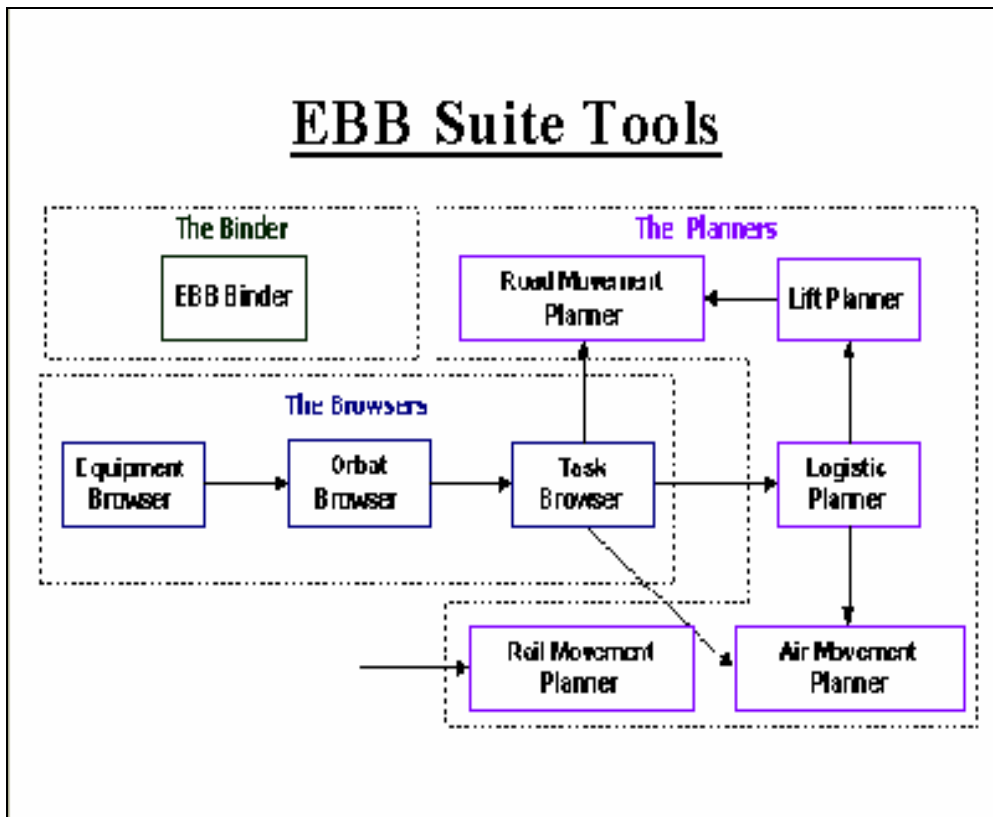 EBB Suite Tools
The Binder
EBB Binder
The Planners
Road Movement
Planner
Lift Planner
The Browsers
Equipment
Browser
Orbat
Browser
Task
Browser
Logistic
Planner
Rail Movement
Planner
Air Movement
Planner